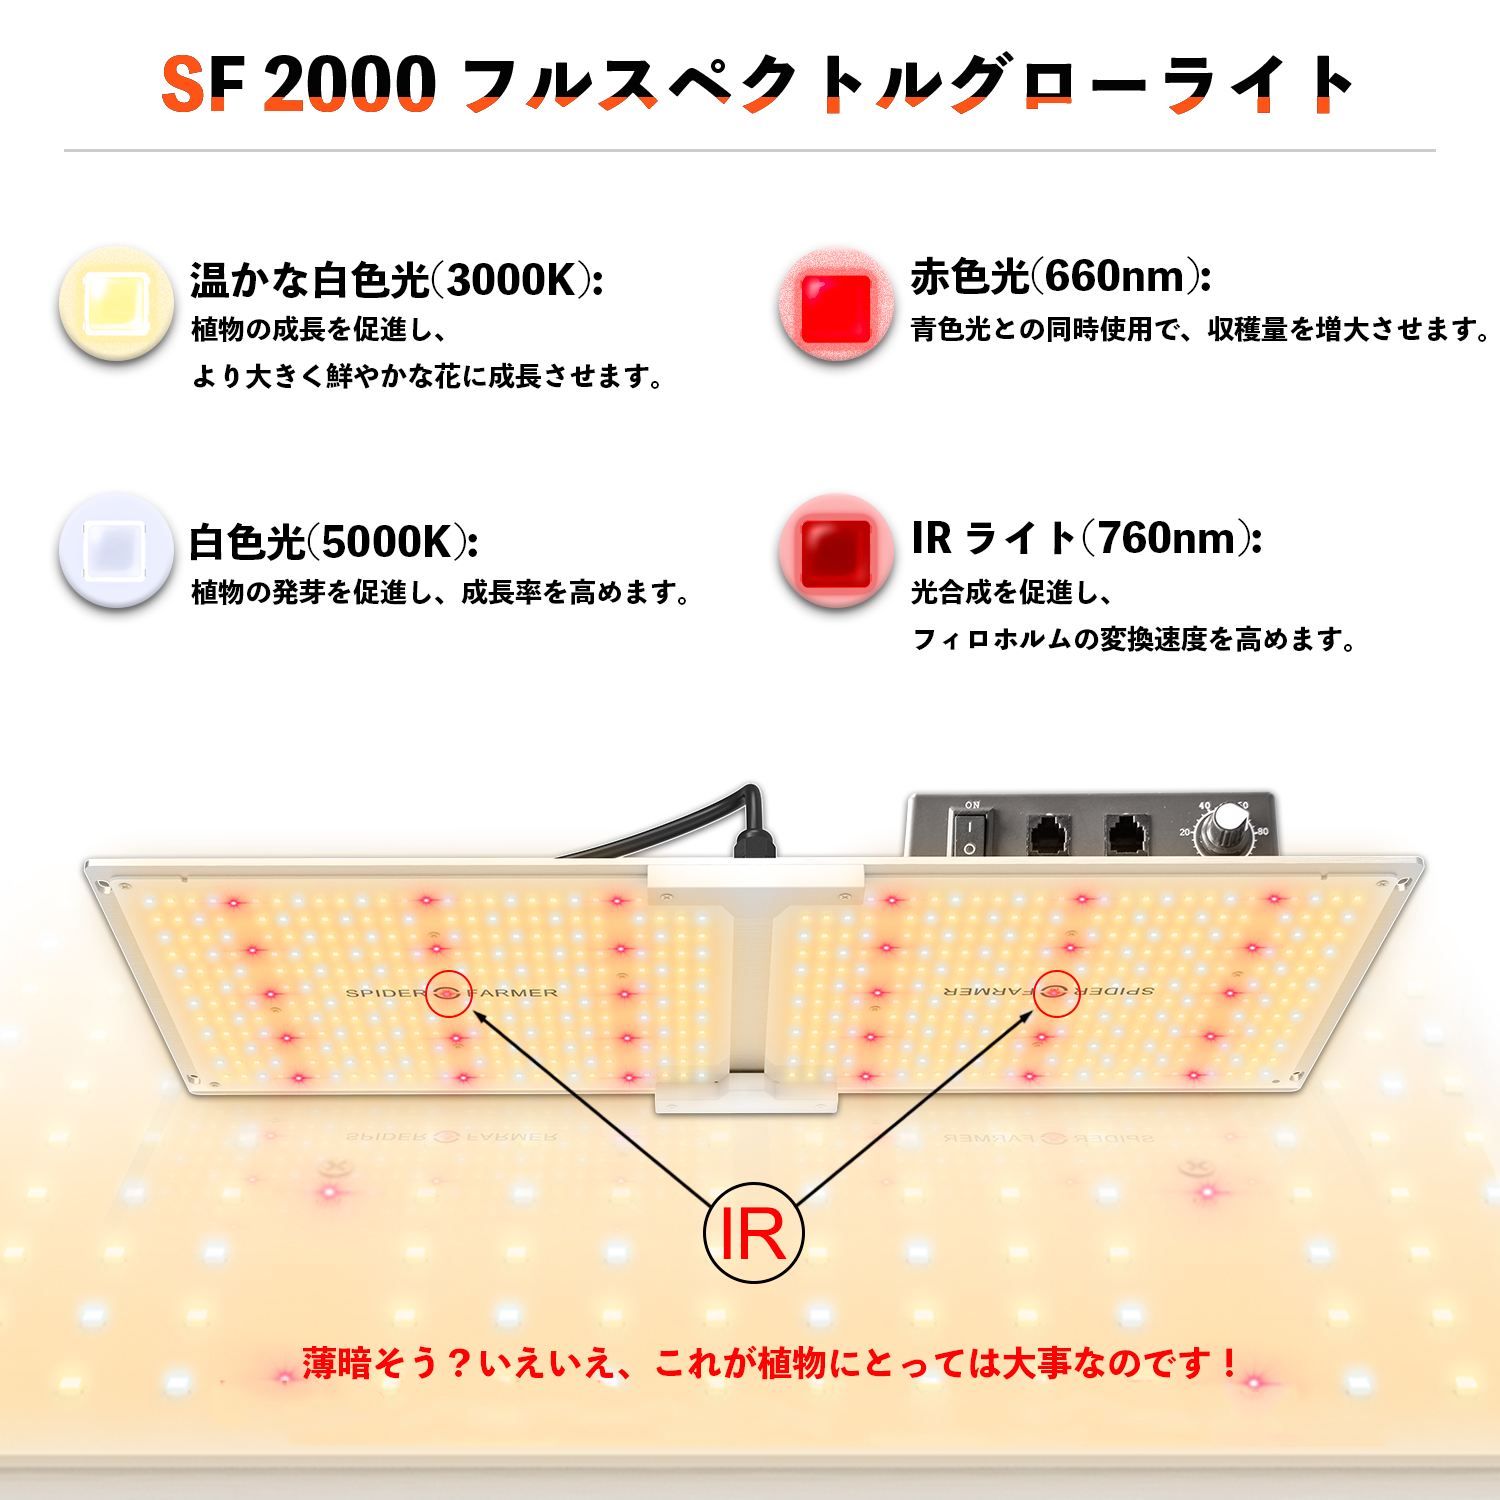 SF 2000 フルスペクトルグローライト
温かな白色光(3000K):
植物の成長を促進し、
より大きく鮮やかな花に成長させます。
赤色光(660nm):
青色光との同時使用で、収穫量を増大させます。
白色光(5000K):
植物の発芽を促進し、成長率を高めます。
IR ライト(760nm):
光合成を促進し、
フィロホルムの変換速度を高めます。
ON
40
20
80
SPIDER FARMER
SPIDER FARMER
SPIDER FARMER
SPIDER FARMER
IR
薄暗そう？いえいえ、これが植物にとっては大事なのです！